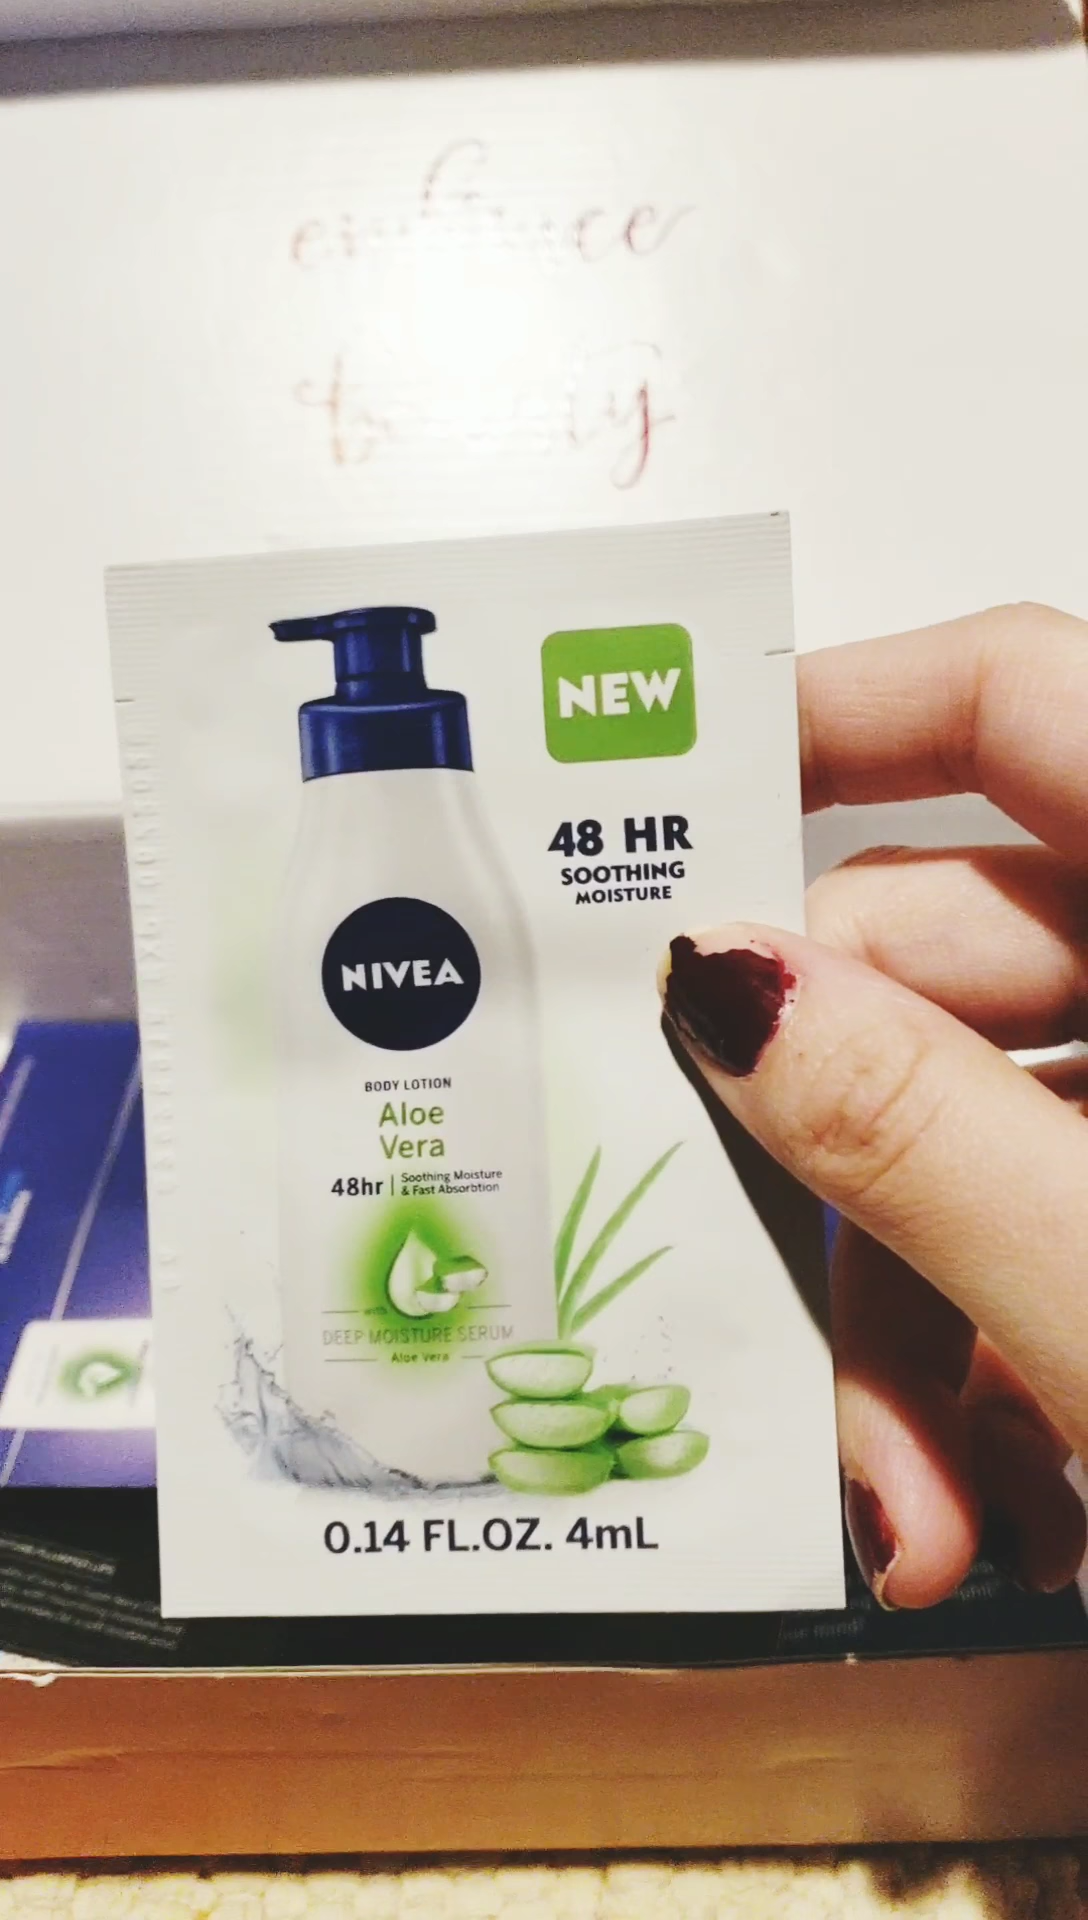 NEW
48 HR
SOOTHING
MOISTURE
NIVEA
BODY LOTION
Aloe
Vera
48hr | Soothing Moisture
& Fast Absorbtion
with
DEEP MOISTURE SERUM
Aloe Vera
0.14 FL.OZ. 4mL